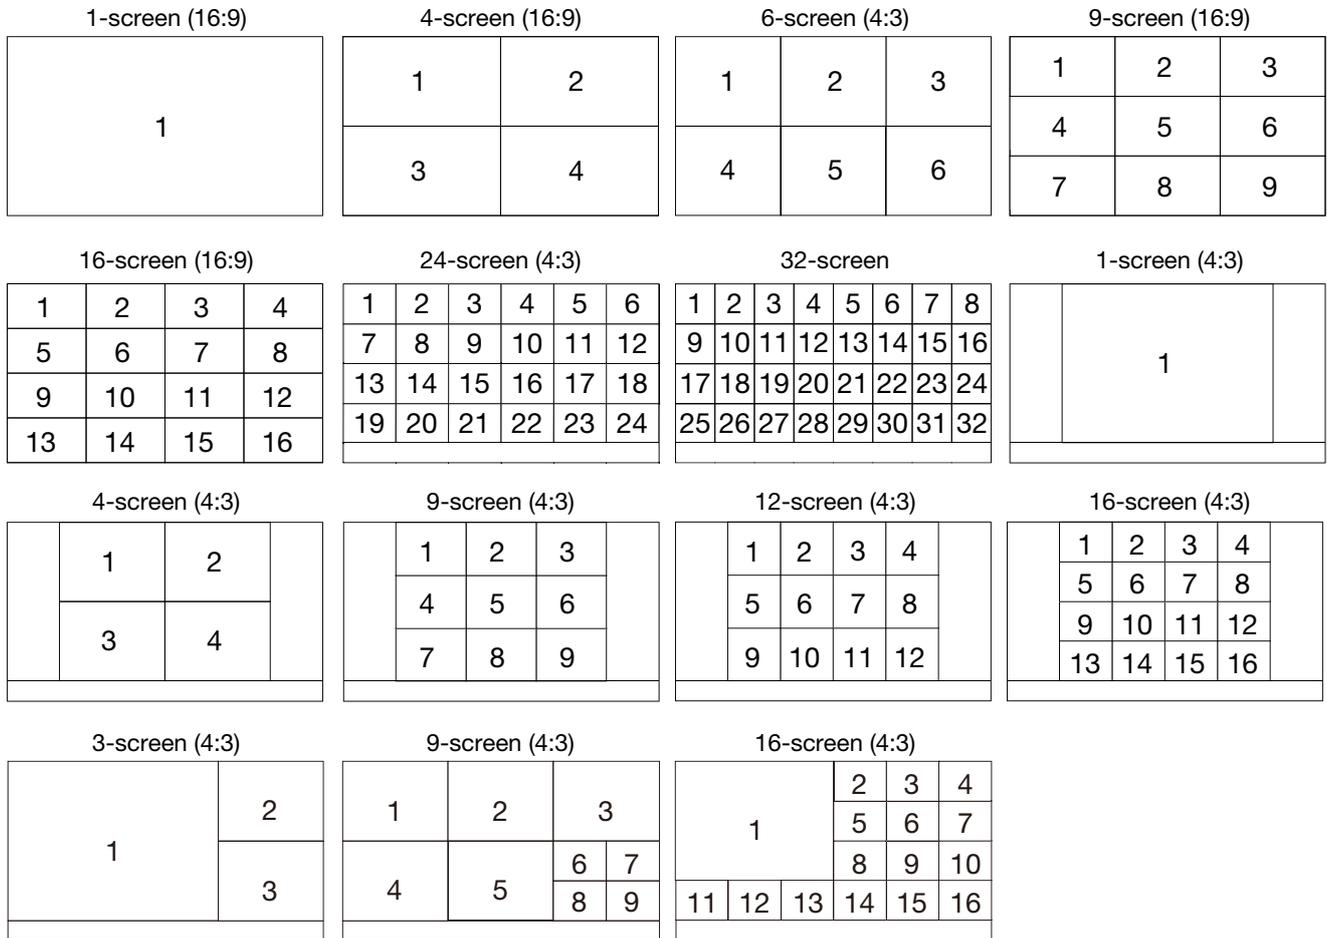 1-screen (16:9) 4-screen (16:9) 6-screen (4:3) 9-screen (16:9)
1 2 1 2 3 1 2 3
1 4 5 6
3 4 4 5 6 7 8 9
16-screen (16:9) 24-screen (4:3) 32-screen 1-screen (4:3)
1 2 3 4 1 2 3 4 5 6 1 2 3 4 5 6 7 8
5 6 7 8 7 8 9 10 11 12 9 10 11 12 13 14 15 16
1
9 10 11 12 13 14 15 16 17 18 17 18 19 20 21 22 23 24
13 14 15 16 19 20 21 22 23 24 25 26 27 28 29 30 31 32
4-screen (4:3) 9-screen (4:3) 12-screen (4:3) 16-screen (4:3)
1 2 1 2 3 1 2 3 4 1 2 3 4
5 6 7 8
4 5 6 5 6 7 8
3 4 9 10 11 12
7 8 9 9 10 11 12 13 14 15 16
3-screen (4:3) 9-screen (4:3) 16-screen (4:3)
2 1 2 3 2 3 4
1 1 5 6 7
6 7 8 9 10
3 4 5 8 9 11 12 13 14 15 16